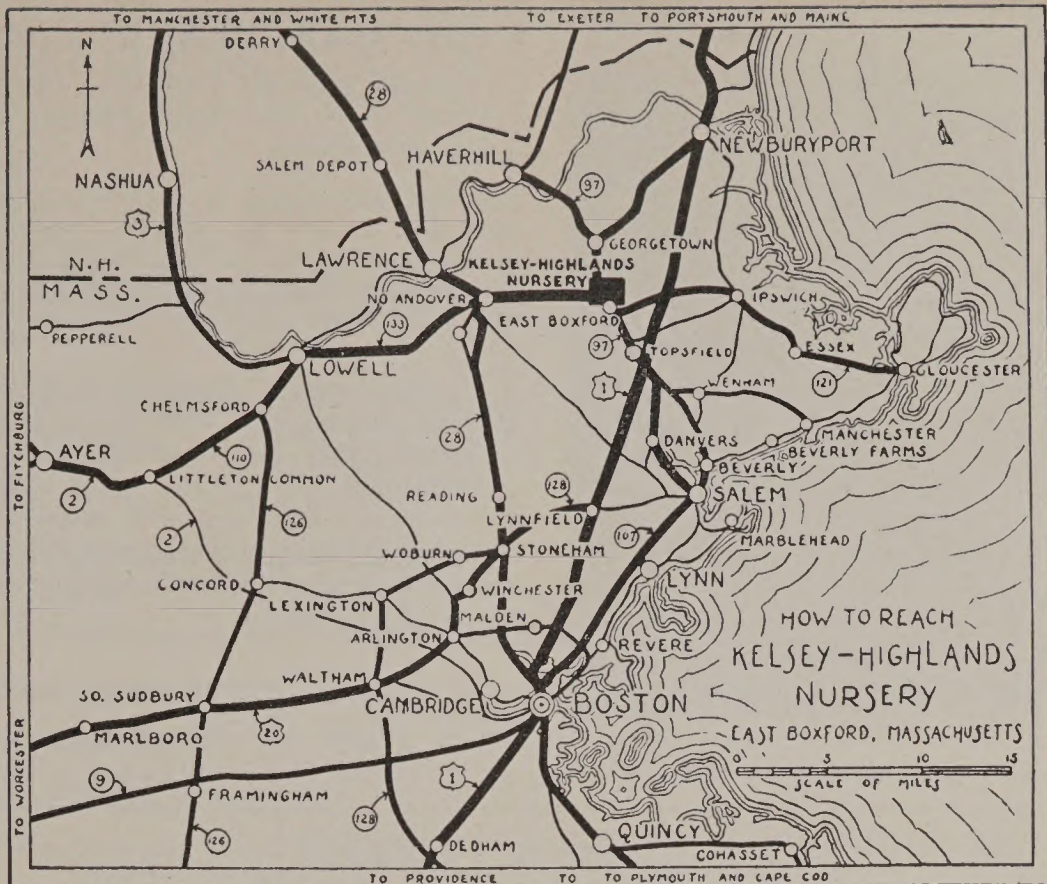 TO MANCHESTER AND WHITE MTS
TO EXETER
TO PORTSMOUTH AND MAINE
N
DERRY
28
SALEM DEPOT
HAVERHILL
NEWBURYPORT
NASHUA
97
3
GEORGETOWN
N.H.
MASS.
LAWRENCE
KELSEY-HIGHLANDS
NURSERY
NO ANDOVER
IPSWICH
EAST BOXFORD
PEPPERELL
133
97
TOPSFIELD
ESSEX
LOWELL
1
121
GLOUCESTER
WENHAM
CHELMSFORD
28
DANVERS
MANCHESTER
BEVERLY FARMS
TO FITCHBURG
AYER
110
BEVERLY
2
LITTLETON COMMON
READING
128
SALEM
LYNNFIELD
126
2
107
MARBLEHEAD
WOBURN
STONEHAM
CONCORD
LYNN
LEXINGTON
WINCHESTER
MALDEN
ARLINGTON
REVERE
HOW TO REACH
KELSEY-HIGHLANDS
NURSERY
EAST BOXFORD, MASSACHUSETTS
WALTHAM
SO. SUDBURY
CAMBRIDGE
BOSTON
20
MARLBORO
0 5 10 15
SCALE OF MILES
TO WORCESTER
9
1
FRAMINGHAM
128
126
QUINCY
DEDHAM
COHASSET
TO PROVIDENCE
TO
TO PLYMOUTH AND CAPE COD